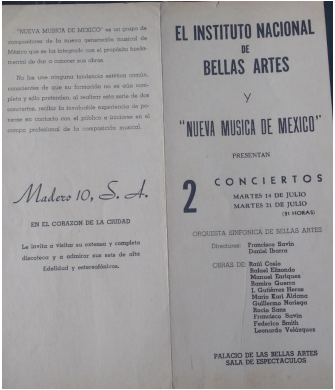 "NUEVA MUSICA DE MEXICO" es un grupo de
compositores de la nueva generación musical de
México que se ha integrado con el propósito funda-
mental de dar a conocer sus obras.
No los une ninguna tendencia estética común,
conscientes de que su formación no es aún com-
pleta y sólo pretenden, al realizar esta serie de dos
conciertos, recibir la invaluable experiencia de po-
nerse en contacto con el público e iniciarse en el
campo profesional de la composición musical.
Madero 10, S. A.
EN EL CORAZON DE LA CIUDAD
Le invita a visitar su extensa y completa
discoteca y a admirar sus sets de alta
Fidelidad y estereofónicos.
EL INSTITUTO NACIONAL
DE
BELLAS ARTES
Y
"NUEVA MUSICA DE MEXICO"
PRESENTAN
2 CONCIERTOS
MARTES 14 DE JULIO
MARTES 21 DE JULIO
(21 HORAS)
ORQUESTA SINFONICA DE BELLAS ARTES
Directores: Francisco Savín
Daniel Ibarra
OBRAS DE: Raúl Cosío
Rafael Elizondo
Manuel Enríquez
Ramiro Guerra
J. Gutiérrez Heras
Mario Kuri Aldana
Guillermo Noriega
Rocío Sanz
Francisco Savín
Federico Smith
Leonardo Velázquez
PALACIO DE LAS BELLAS ARTES
SALA DE ESPECTACULOS